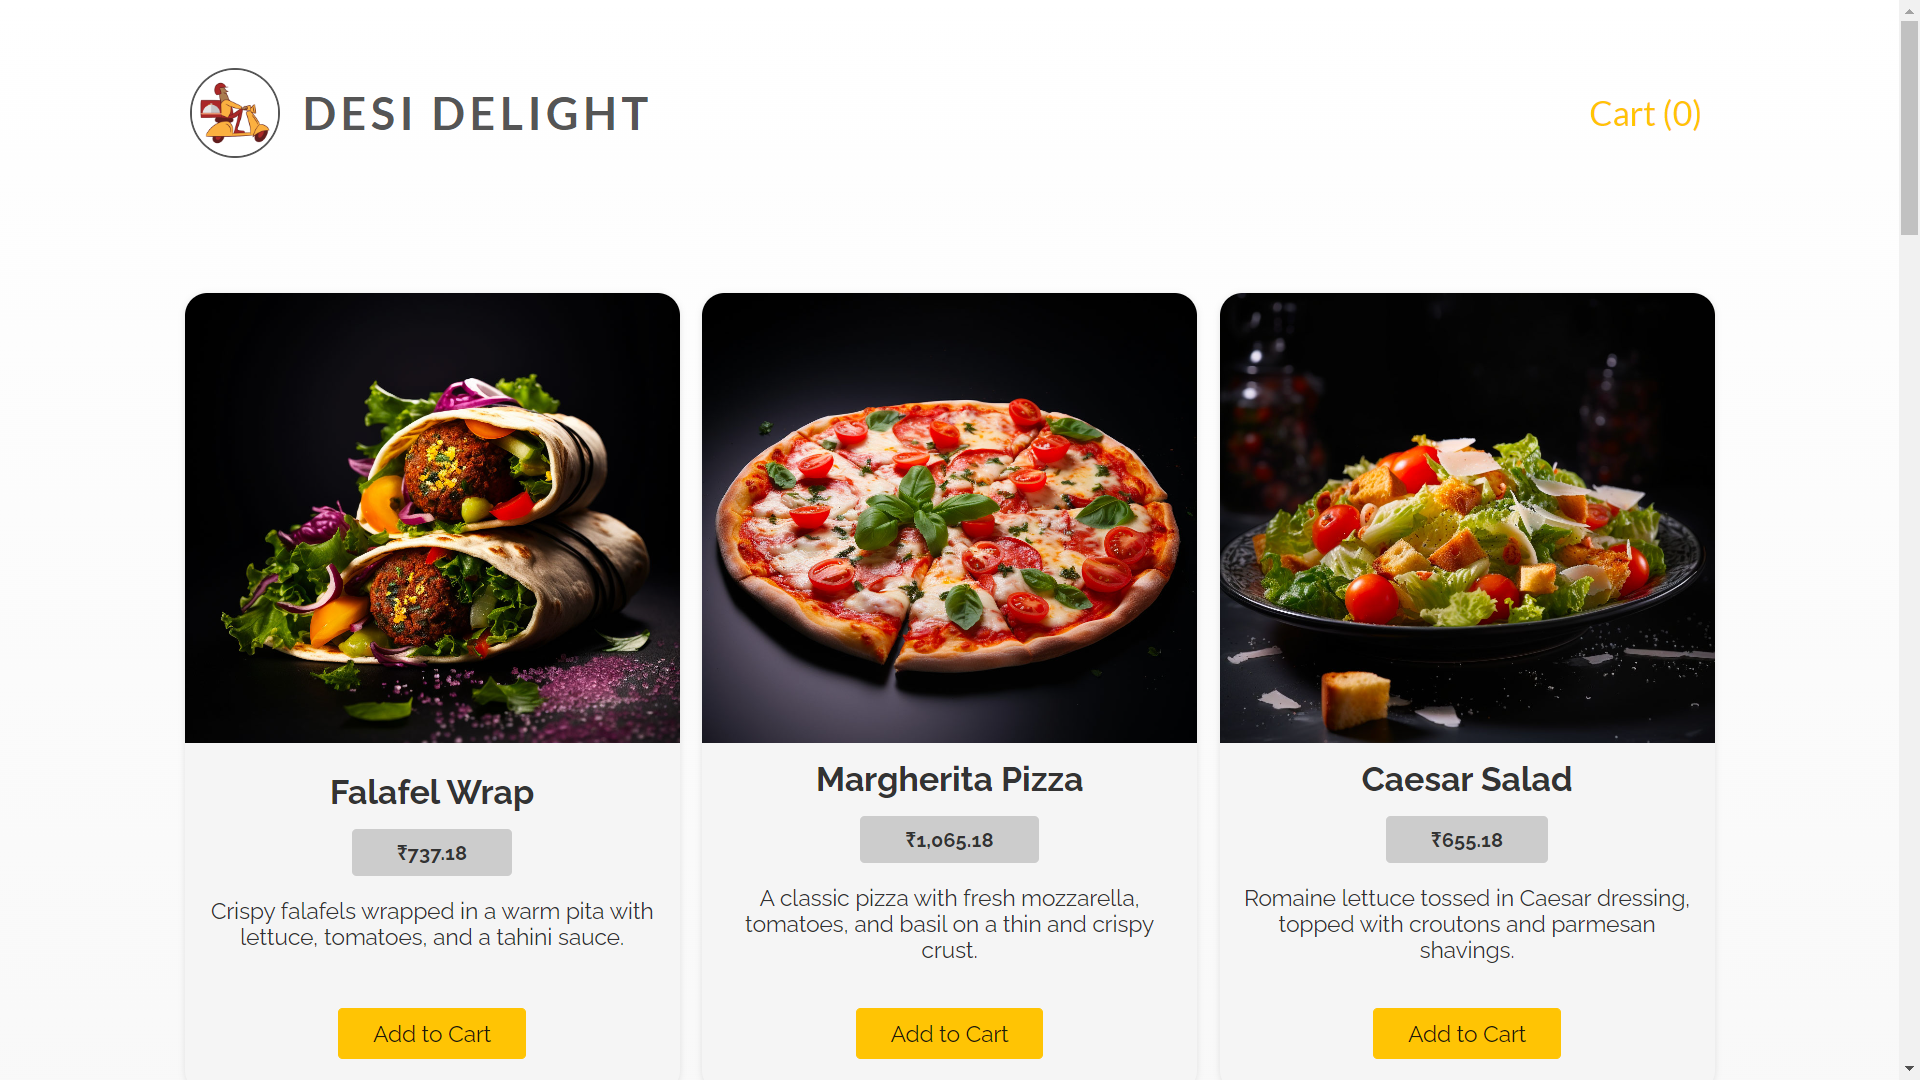 DESI DELIGHT
Cart (0)
Falafel Wrap
₹737.18
Crispy falafels wrapped in a warm pita with
lettuce, tomatoes, and a tahini sauce.
Add to Cart
Margherita Pizza
₹1,065.18
A classic pizza with fresh mozzarella,
tomatoes, and basil on a thin and crispy
crust.
Add to Cart
Caesar Salad
₹655.18
Romaine lettuce tossed in Caesar dressing,
topped with croutons and parmesan
shavings.
Add to Cart